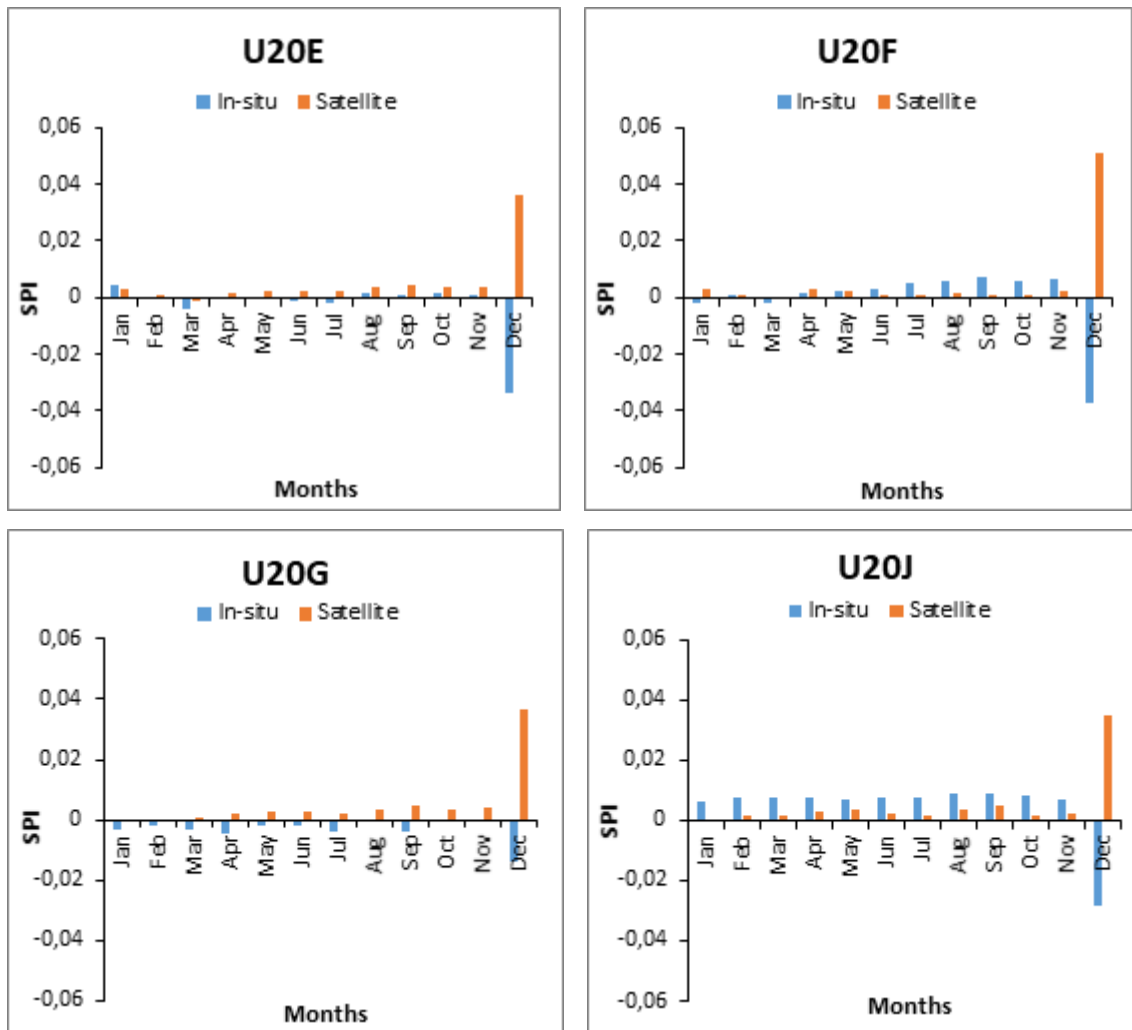 U20E
In-situ Satellite
0,06
0,04
0,02
0
-0,02
-0,04
-0,06
SPI
Jan Feb Mar Apr May Jun Jul Aug Sep Oct Nov Dec
Months
U20F
In-situ Satellite
0,06
0,04
0,02
0
-0,02
-0,04
-0,06
SPI
Jan Feb Mar Apr May Jun Jul Aug Sep Oct Nov Dec
Months
U20G
In-situ Satellite
0,06
0,04
0,02
0
-0,02
-0,04
-0,06
SPI
Jan Feb Mar Apr May Jun Jul Aug Sep Oct Nov Dec
Months
U20J
In-situ Satellite
0,06
0,04
0,02
0
-0,02
-0,04
-0,06
SPI
Jan Feb Mar Apr May Jun Jul Aug Sep Oct Nov Dec
Months